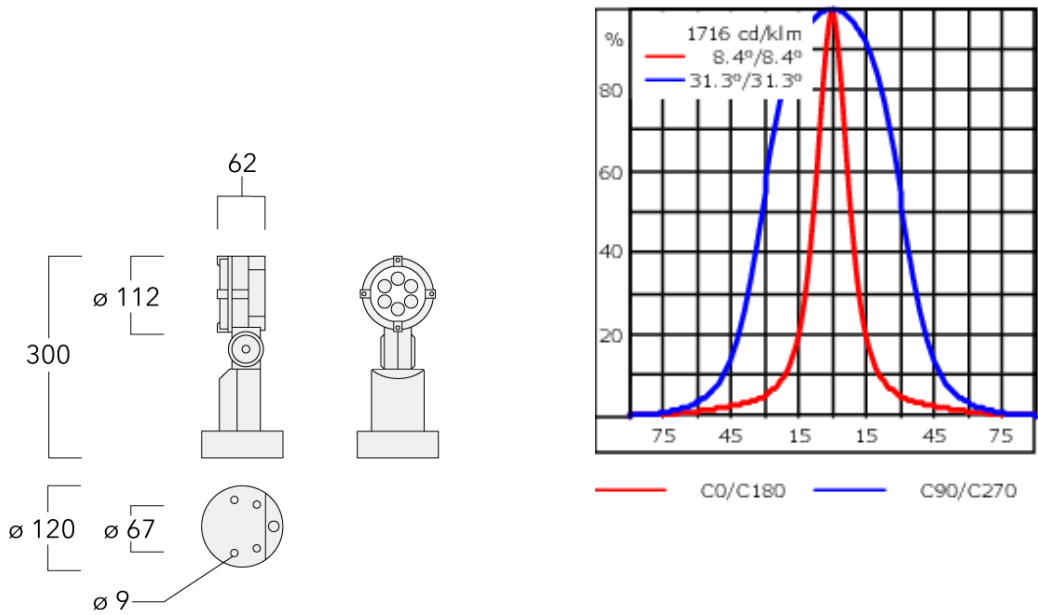 62
ø 112
300
ø 120
ø 67
ø 9
%
1716 cd/klm
8.4º/8.4º
31.3º/31.3º
80
60
40
20
75 45 15 15 45 75
C0/C180 C90/C270